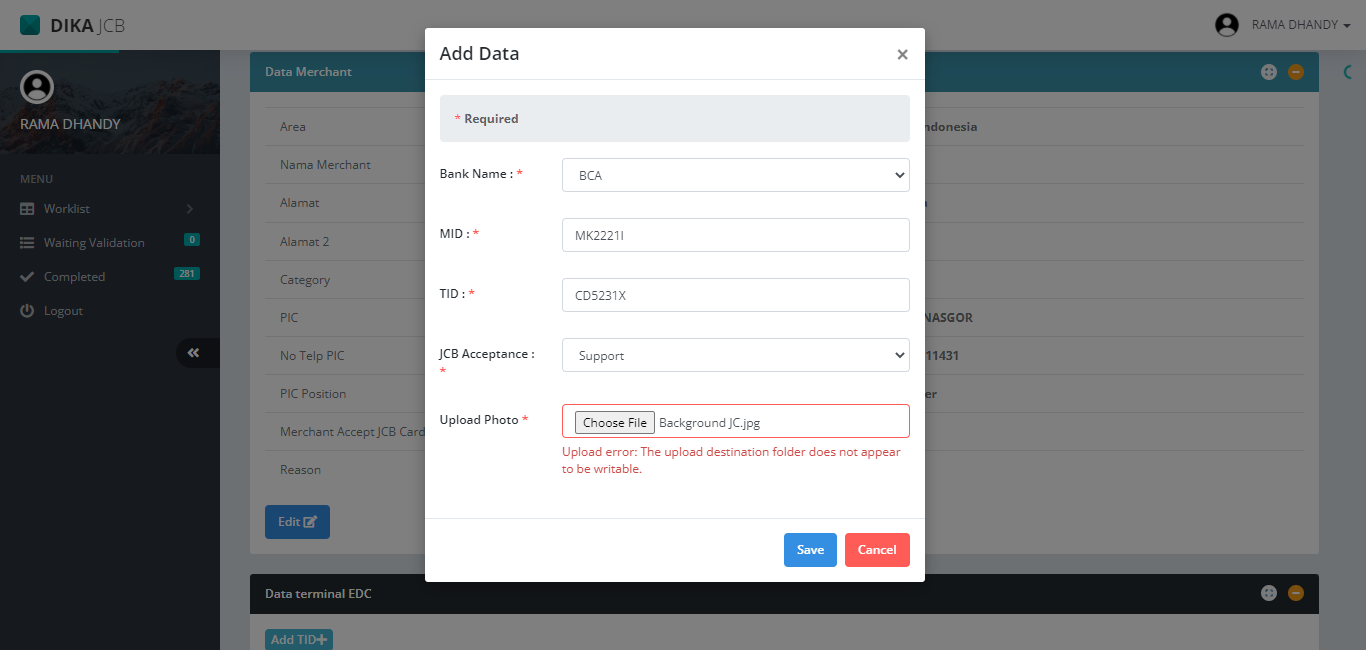 DIKA JCB
RAMA DHANDY
RAMA DHANDY
MENU
Worklist
Waiting Validation 0
Completed 281
Logout
Data Merchant
Area
Nama Merchant
Alamat
Alamat 2
Category
PIC
NASGOR
No Telp PIC
11431
PIC Position
er
Merchant Accept JCB Card
Reason
Edit
Data terminal EDC
Add TID
Add Data
×
* Required
Bank Name : *
BCA
MID : *
MK2221I
TID : *
CD5231X
JCB Acceptance :
*
Support
Upload Photo *
Choose File Background JC.jpg
Upload error: The upload destination folder does not appear
to be writable.
Save
Cancel